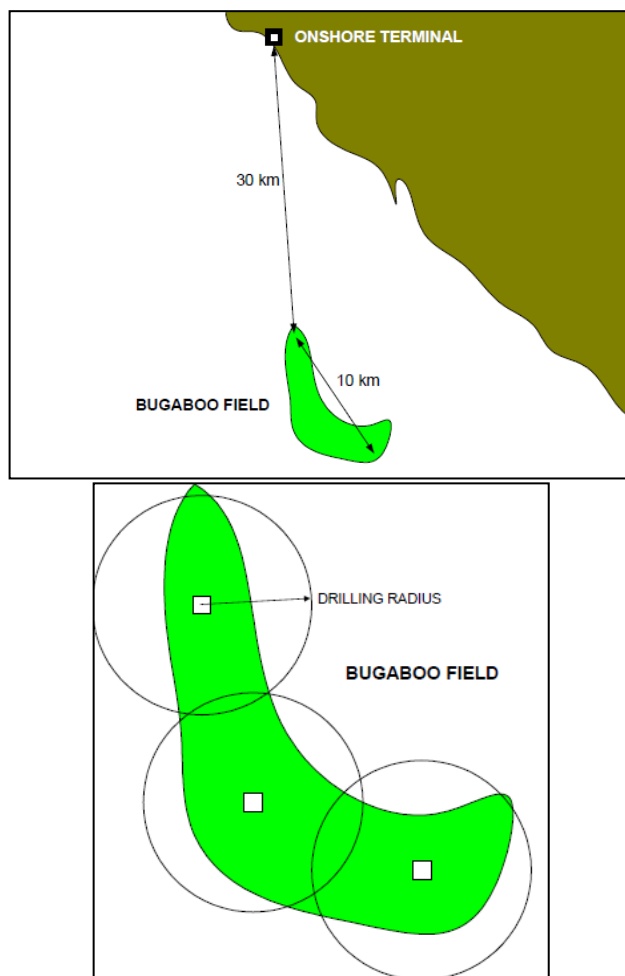 ONSHORE TERMINAL
30 km
10 km
BUGABOO FIELD
DRILLING RADIUS
BUGABOO FIELD